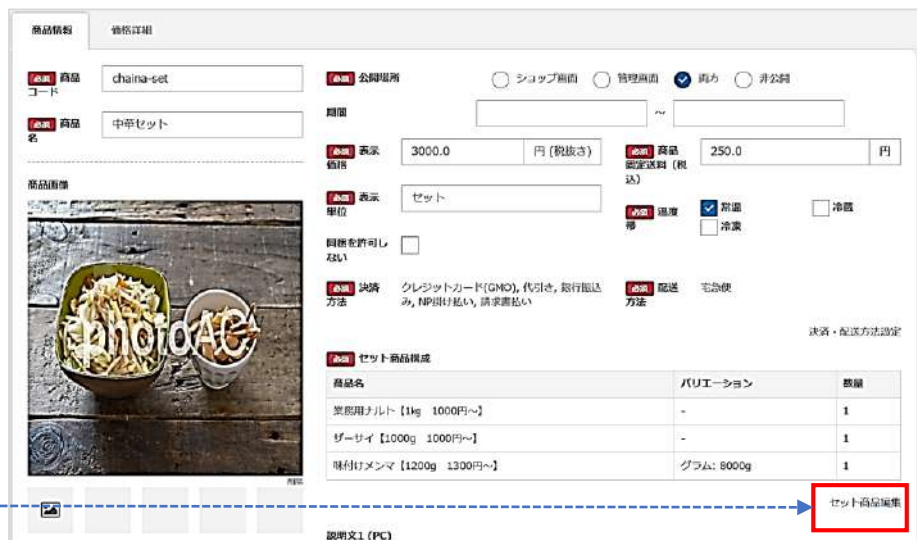 商品情報
価格詳細
必須 商品コード
chaina-set
必須 商品名
中華セット
商品画像
photoAC
削除
必須 公開場所
ショップ画面
管理画面
両方
非公開
期間
～
必須 表示価格
3000.0
円 (税抜き)
必須 商品固定送料（税込）
250.0
円
必須 表示単位
セット
必須 温度帯
常温
冷蔵
冷凍
同梱を許可しない
必須 決済方法
クレジットカード(GMO), 代引き, 銀行振込み, NP掛け払い, 請求書払い
必須 配送方法
宅急便
決済・配送方法設定
必須 セット商品構成
商品名
バリエーション
数量
業務用ナルト【1kg　1000円～】
-
1
ザーサイ【1000g　1000円～】
-
1
味付けメンマ【1200g　1300円～】
グラム: 8000g
1
セット商品編集
説明文1 (PC)